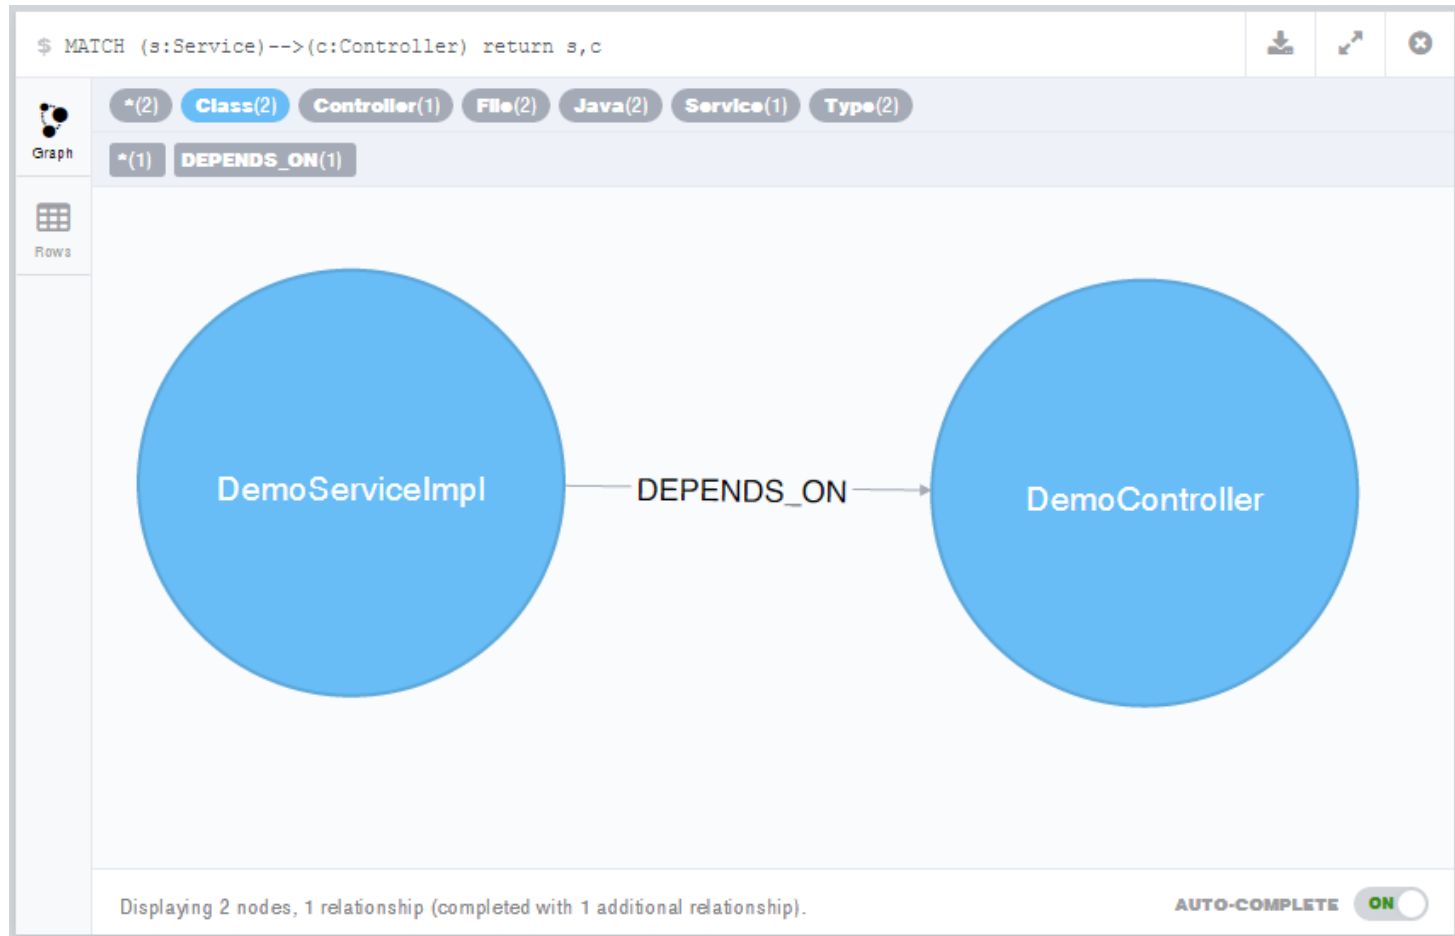 $ MATCH (s:Service)-->(c:Controller) return s,c
*(2) Class(2) Controller(1) File(2) Java(2) Service(1) Type(2)
Graph
*(1) DEPENDS_ON(1)
Rows
DemoServiceImpl DEPENDS_ON DemoController
Displaying 2 nodes, 1 relationship (completed with 1 additional relationship).
AUTO-COMPLETE ON